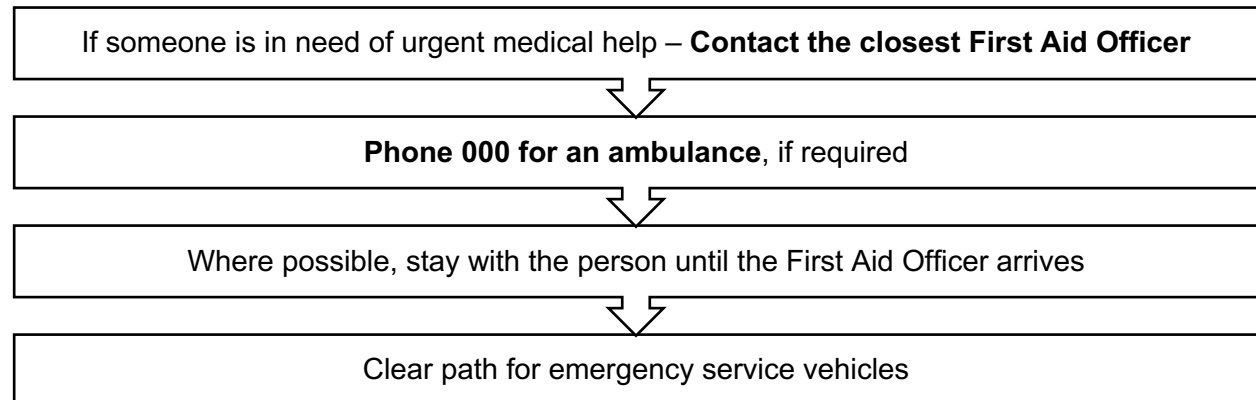 If someone is in need of urgent medical help – Contact the closest First Aid Officer
Phone 000 for an ambulance, if required
Where possible, stay with the person until the First Aid Officer arrives
Clear path for emergency service vehicles